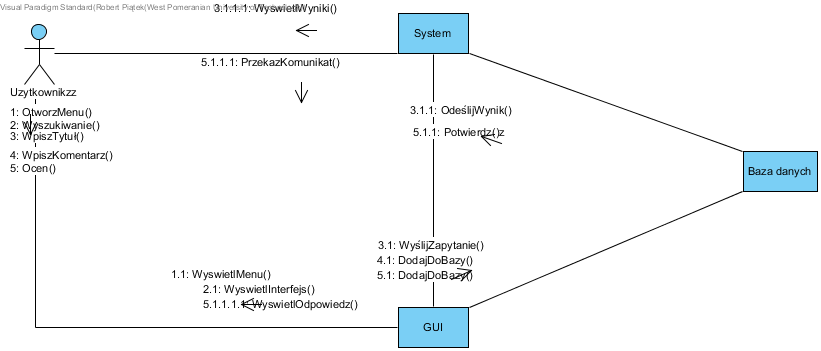 Visual Paradigm Standard(Robert Piątek(West Pomeranian
3.1.1.1: WyswietlWyniki()
System
5.1.1.1: PrzekazKomunikat()
Uzytkownikzz
1: OtworzMenu()
2: Wyszukiwanie()
3: WpiszTytuł()
4: WpiszKomentarz()
5: Ocen()
3.1.1: OdeślijWynik()
5.1.1: Potwierdz()z
Baza danych
3.1: WyślijZapytanie()
4.1: DodajDoBazy()
5.1: DodajDoBazy()
1.1: WyswietlMenu()
2.1: WyswietlInterfejs()
5.1.1.1.1: WyswietlOdpowiedz()
GUI